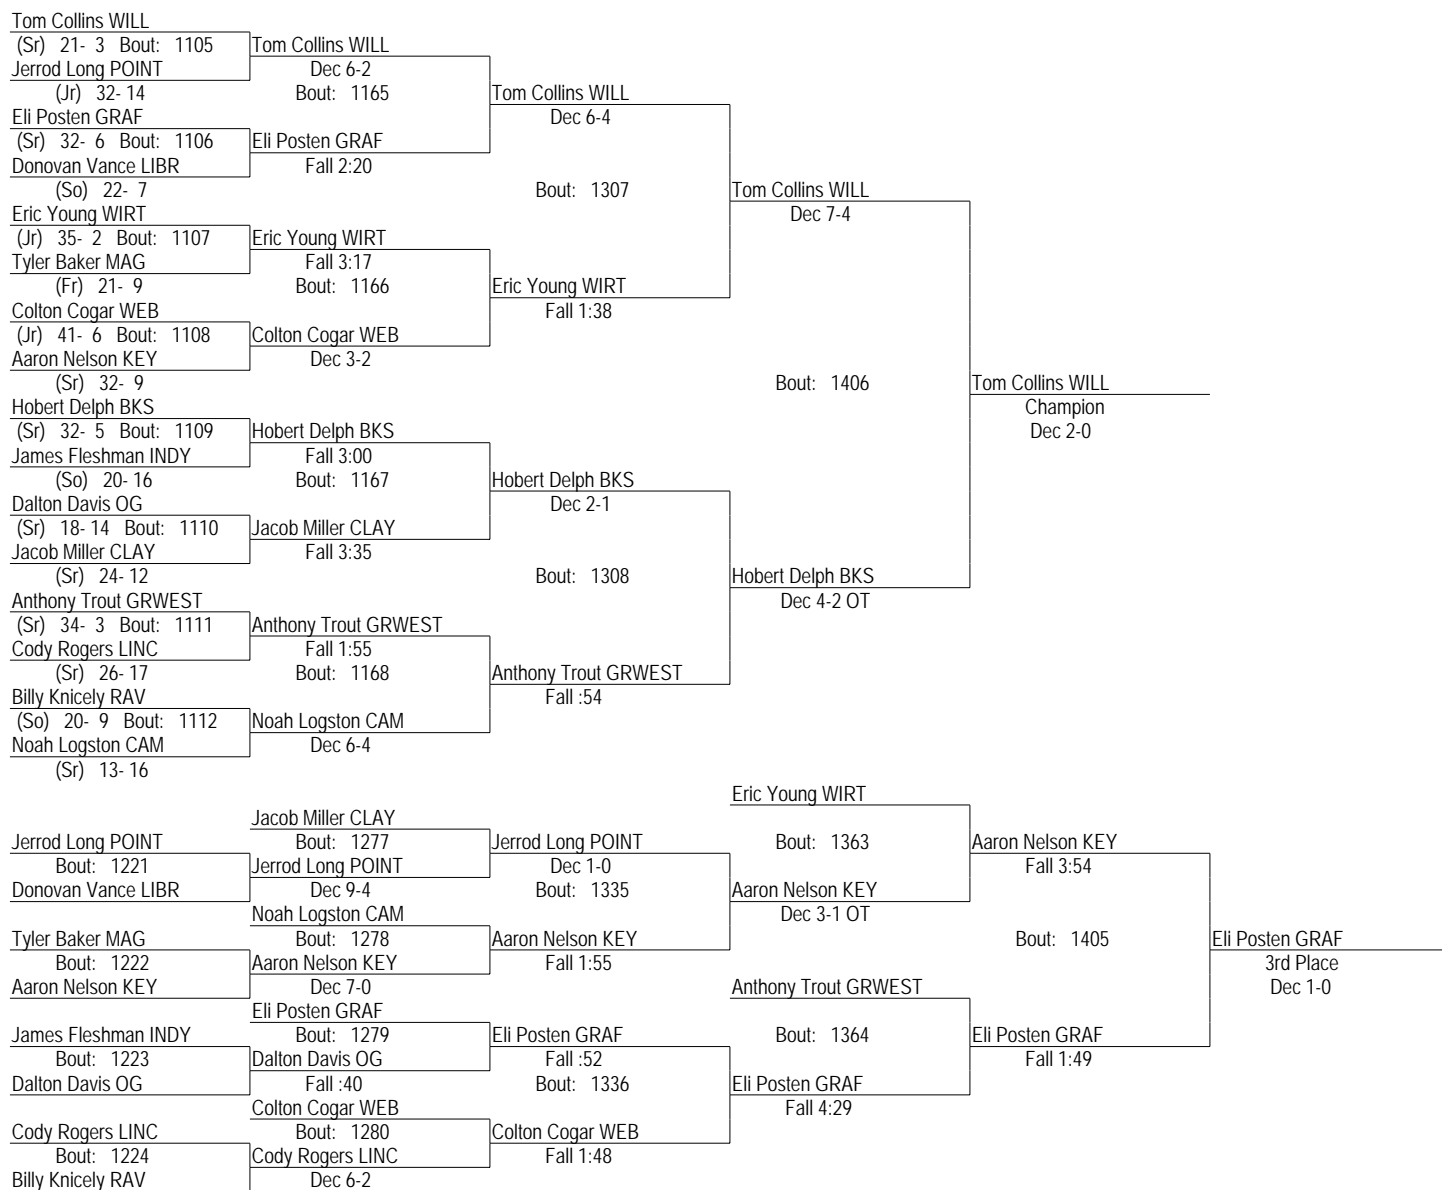 Tom Collins WILL
(Sr) 21- 3 Bout: 1105 Tom Collins WILL
Jerrod Long POINT Dec 6-2
(Jr) 32- 14 Bout: 1165 Tom Collins WILL
Eli Posten GRAF Dec 6-4
(Sr) 32- 6 Bout: 1106 Eli Posten GRAF
Donovan Vance LIBR Fall 2:20
(So) 22- 7 Bout: 1307 Tom Collins WILL
Eric Young WIRT Dec 7-4
(Jr) 35- 2 Bout: 1107 Eric Young WIRT
Tyler Baker MAG Fall 3:17
(Fr) 21- 9 Bout: 1166 Eric Young WIRT
Colton Cogar WEB Fall 1:38
(Jr) 41- 6 Bout: 1108 Colton Cogar WEB
Aaron Nelson KEY Dec 3-2
(Sr) 32- 9 Bout: 1406 Tom Collins WILL
Hobert Delph BKS Champion
(Sr) 32- 5 Bout: 1109 Hobert Delph BKS Dec 2-0
James Fleshman INDY Fall 3:00
(So) 20- 16 Bout: 1167 Hobert Delph BKS
Dalton Davis OG Dec 2-1
(Sr) 18- 14 Bout: 1110 Jacob Miller CLAY
Jacob Miller CLAY Fall 3:35
(Sr) 24- 12 Bout: 1308 Hobert Delph BKS
Anthony Trout GRWEST Dec 4-2 OT
(Sr) 34- 3 Bout: 1111 Anthony Trout GRWEST
Cody Rogers LINC Fall 1:55
(Sr) 26- 17 Bout: 1168 Anthony Trout GRWEST
Billy Knicely RAV Fall :54
(So) 20- 9 Bout: 1112 Noah Logston CAM
Noah Logston CAM Dec 6-4
(Sr) 13- 16
Eric Young WIRT
Jacob Miller CLAY
Jerrod Long POINT Bout: 1277 Jerrod Long POINT Bout: 1363 Aaron Nelson KEY
Bout: 1221 Jerrod Long POINT Dec 1-0 Fall 3:54
Donovan Vance LIBR Dec 9-4 Bout: 1335 Aaron Nelson KEY
Noah Logston CAM Dec 3-1 OT
Tyler Baker MAG Bout: 1278 Aaron Nelson KEY Bout: 1405 Eli Posten GRAF
Bout: 1222 Aaron Nelson KEY Fall 1:55 3rd Place
Aaron Nelson KEY Dec 7-0 Anthony Trout GRWEST Dec 1-0
Eli Posten GRAF
James Fleshman INDY Bout: 1279 Eli Posten GRAF Bout: 1364 Eli Posten GRAF
Bout: 1223 Dalton Davis OG Fall :52 Fall 1:49
Dalton Davis OG Fall :40 Bout: 1336 Eli Posten GRAF
Colton Cogar WEB Fall 4:29
Cody Rogers LINC Bout: 1280 Colton Cogar WEB
Bout: 1224 Cody Rogers LINC Fall 1:48
Billy Knicely RAV Dec 6-2